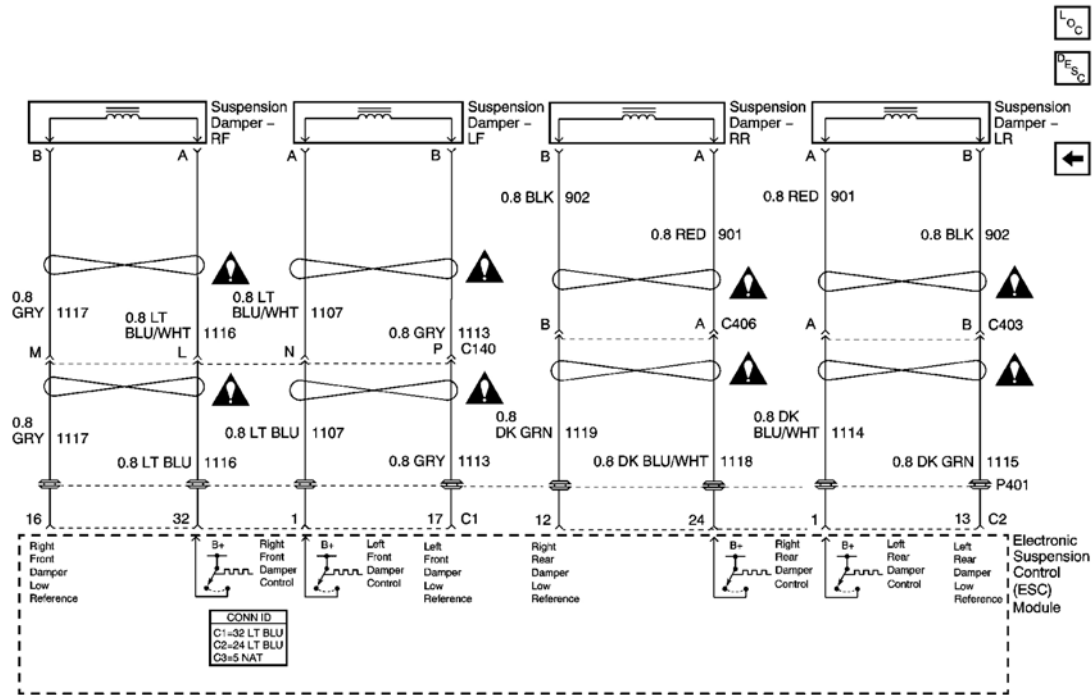 LOC
DESC
Suspension
Damper –
RF
Suspension
Damper –
LF
Suspension
Damper –
RR
Suspension
Damper –
LR
B A A B B A A B
0.8 BLK 902
0.8 RED 901
0.8 RED 901
0.8 BLK 902
0.8
GRY 1117
0.8 LT
BLU/WHT 1116
0.8 LT
BLU/WHT 1107
0.8 GRY 1113
B A C406 A B C403
M L N P C140
0.8
GRY 1117
0.8 LT BLU 1116
0.8 LT BLU 1107
0.8 GRY 1113
0.8
DK GRN 1119
0.8 DK BLU/WHT 1118
0.8 DK
BLU/WHT 1114
0.8 DK GRN 1115
P401
16 32 1 17 C1 12 24 1 13 C2
Right
Front
Damper
Low
Reference
B+
Right
Front
Damper
Control
B+
Left
Front
Damper
Control
Left
Front
Damper
Low
Reference
Right
Rear
Damper
Low
Reference
B+
Right
Rear
Damper
Control
B+
Left
Rear
Damper
Control
Left
Rear
Damper
Low
Reference
Electronic
Suspension
Control
(ESC)
Module
CONN ID
C1=32 LT BLU
C2=24 LT BLU
C3=5 NAT